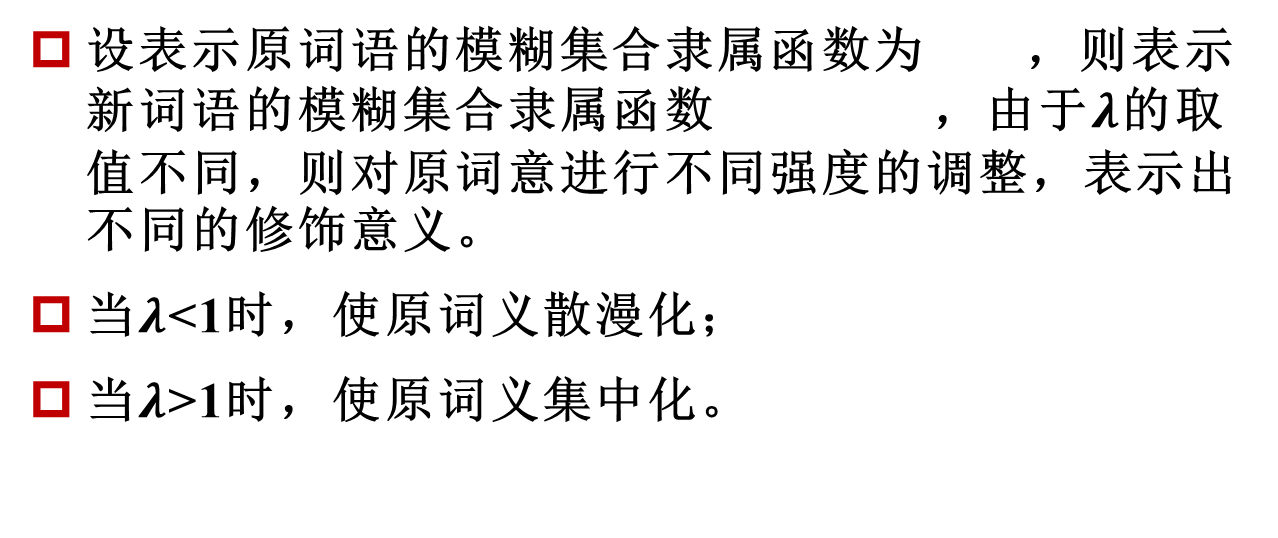 设表示原词语的模糊集合隶属函数为 ，则表示
新词语的模糊集合隶属函数 ，由于λ的取
值不同，则对原词意进行不同强度的调整，表示出
不同的修饰意义。
当λ<1时，使原词义散漫化；
当λ>1时，使原词义集中化。